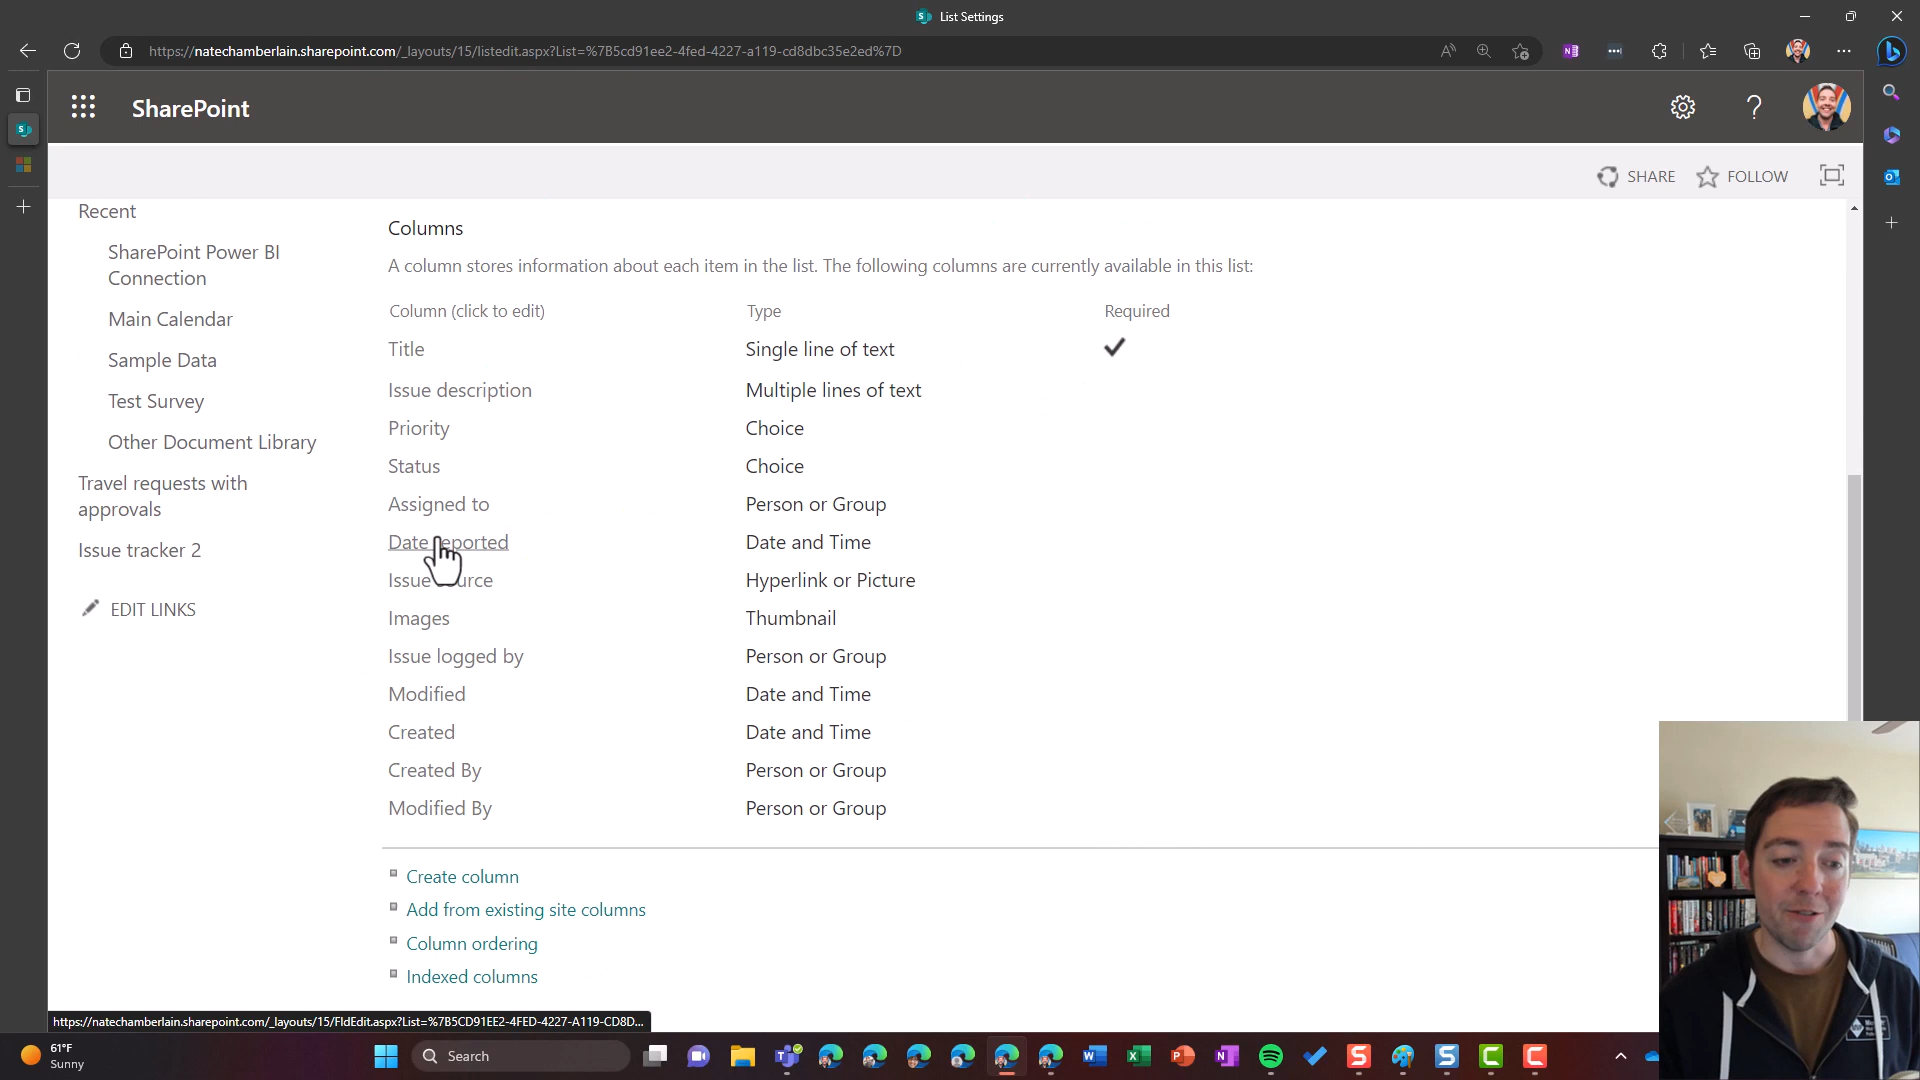 List Settings
https://natechamberlain.sharepoint.com/_layouts/15/listedit.aspx?List=%7B5cd91ee2-4fed-4227-a119-cd8dbc35e2ed%7D
SharePoint
SHARE
FOLLOW
Recent
SharePoint Power BI
Connection
Main Calendar
Sample Data
Test Survey
Other Document Library
Travel requests with
approvals
Issue tracker 2
EDIT LINKS
Columns
A column stores information about each item in the list. The following columns are currently available in this list:
Column (click to edit) Type Required
Title Single line of text
Issue description Multiple lines of text
Priority Choice
Status Choice
Assigned to Person or Group
Date reported Date and Time
Issue source Hyperlink or Picture
Images Thumbnail
Issue logged by Person or Group
Modified Date and Time
Created Date and Time
Created By Person or Group
Modified By Person or Group
Create column
Add from existing site columns
Column ordering
Indexed columns
https://natechamberlain.sharepoint.com/_layouts/15/FldEdit.aspx?List=%7B5CD91EE2-4FED-4227-A119-CD8D...
61°F
Sunny
Search